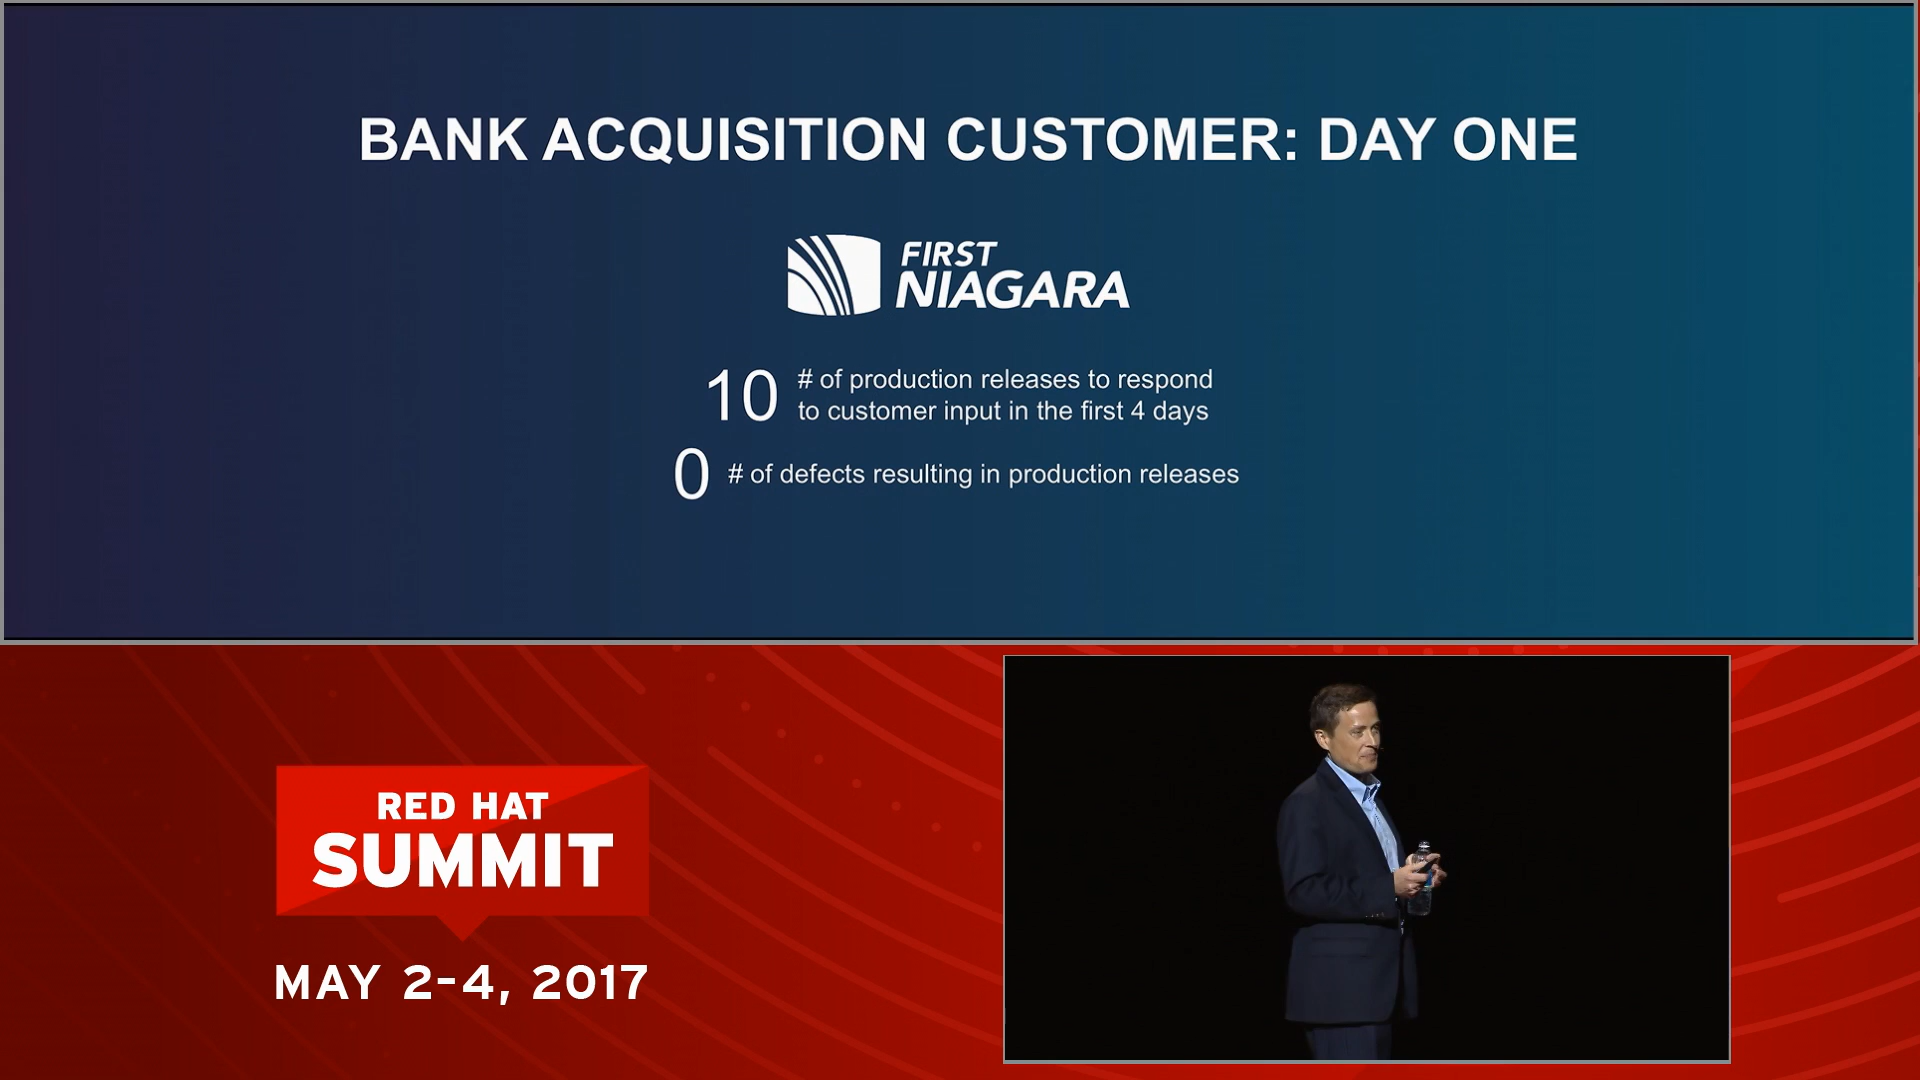 BANK ACQUISITION CUSTOMER: DAY ONE
FIRST
NIAGARA
10 # of production releases to respond
to customer input in the first 4 days
0 # of defects resulting in production releases
RED HAT
SUMMIT
MAY 2-4, 2017